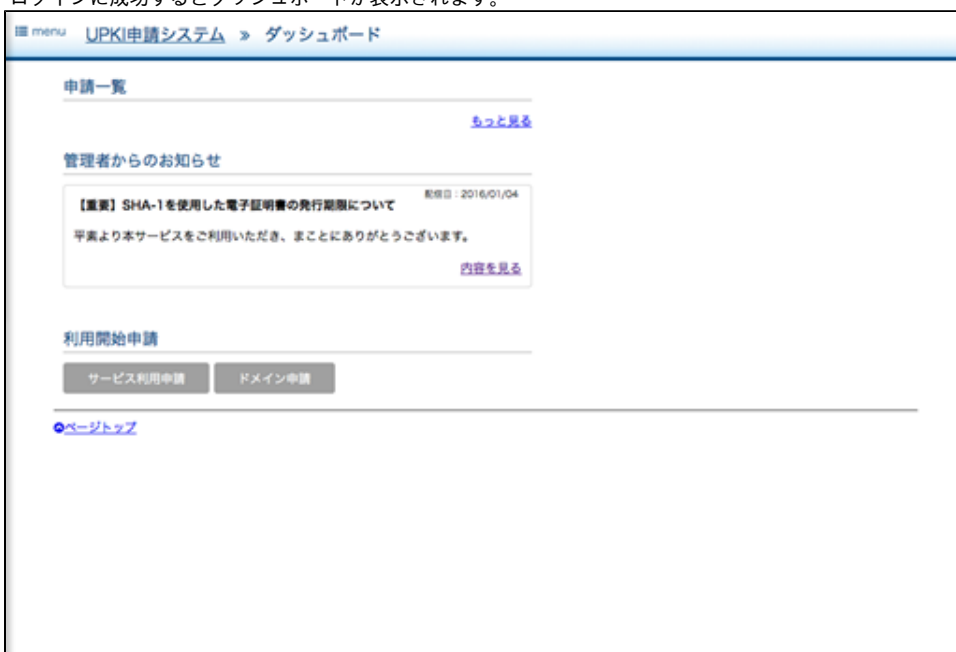 ログインに成功するとダッシュボードが表示されます。
menu UPKI申請システム » ダッシュボード
申請一覧
もっと見る
管理者からのお知らせ
配信日：2016/01/04
【重要】SHA-1を使用した電子証明書の発行期限について
平素より本サービスをご利用いただき、まことにありがとうございます。
内容を見る
利用開始申請
サービス利用申請 ドメイン申請
ページトップ